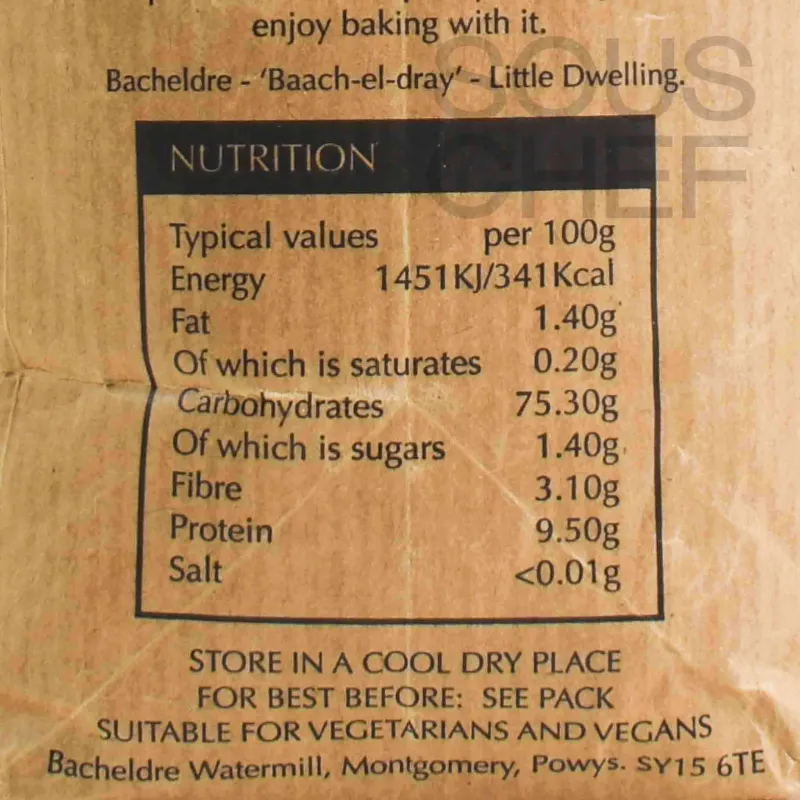 enjoy baking with it.
Bacheldre - ‘Baach-el-dray’ - Little Dwelling.
SOUS
CHEF
NUTRITION
Typical values per 100g
Energy 1451KJ/341Kcal
Fat 1.40g
Of which is saturates 0.20g
Carbohydrates 75.30g
Of which is sugars 1.40g
Fibre 3.10g
Protein 9.50g
Salt <0.01g
STORE IN A COOL DRY PLACE
FOR BEST BEFORE: SEE PACK
SUITABLE FOR VEGETARIANS AND VEGANS
Bacheldre Watermill, Montgomery, Powys. SY15 6TE